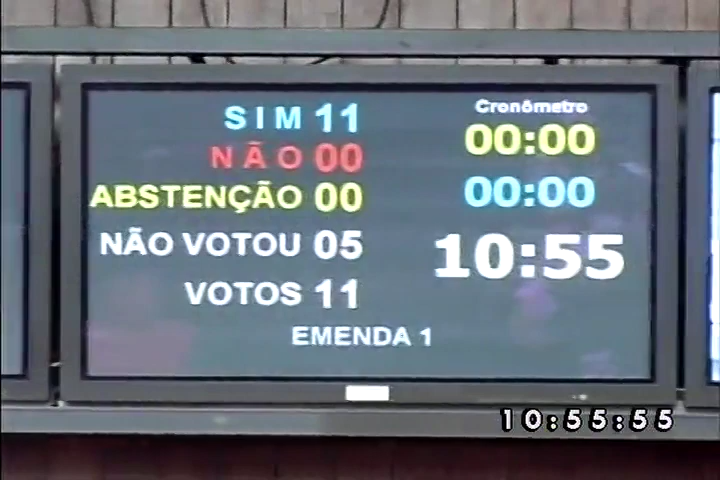 SIM 11
NÃO 00
ABSTENÇÃO 00
NÃO VOTOU 05
VOTOS 11
Cronômetro
00:00
00:00
10:55
EMENDA 1
10:55:55